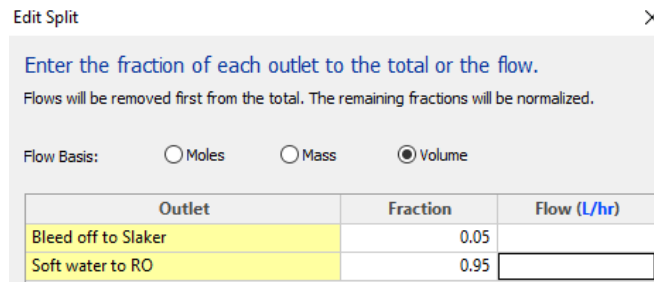 Edit Split
Enter the fraction of each outlet to the total or the flow.
Flows will be removed first from the total. The remaining fractions will be normalized.
Flow Basis: Moles Mass Volume
Outlet Fraction Flow (L/hr)
Bleed off to Slaker 0.05
Soft water to RO 0.95